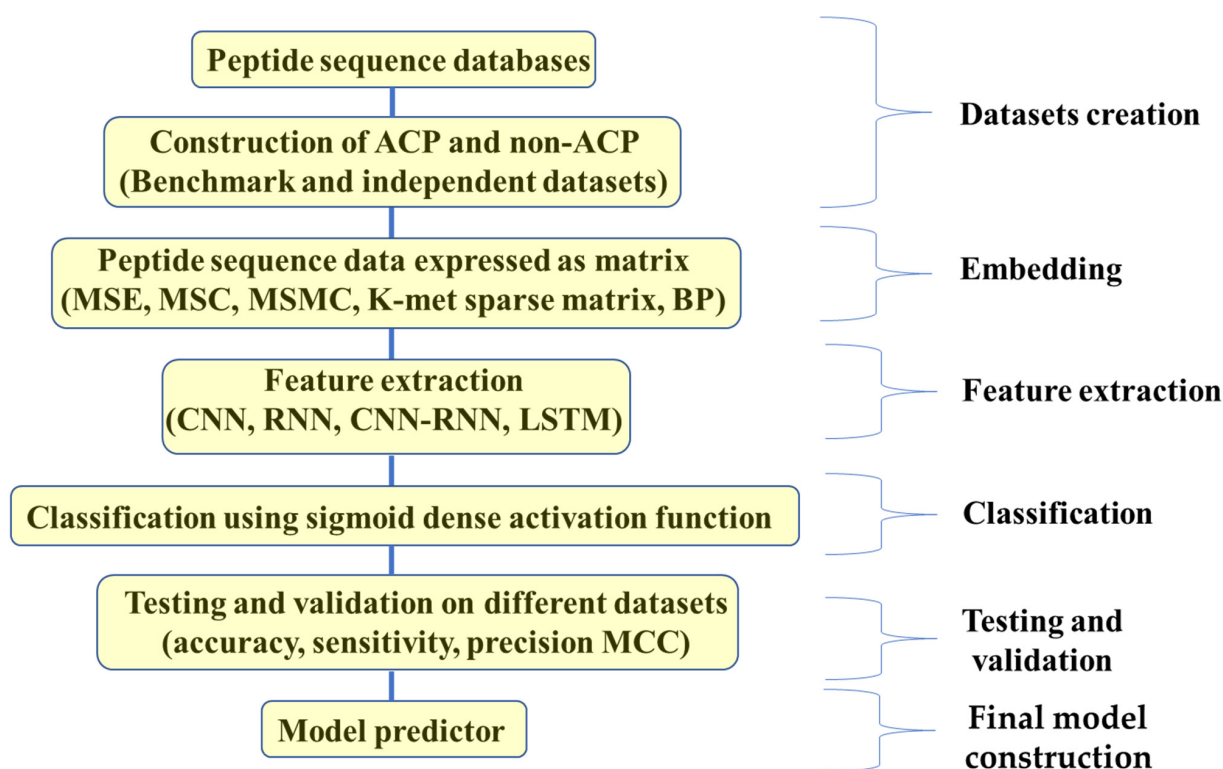 Peptide sequence databases
Construction of ACP and non-ACP
(Benchmark and independent datasets)
Datasets creation
Peptide sequence data expressed as matrix
(MSE, MSC, MSMC, K-met sparse matrix, BP)
Embedding
Feature extraction
(CNN, RNN, CNN-RNN, LSTM)
Feature extraction
Classification using sigmoid dense activation function
Classification
Testing and validation on different datasets
(accuracy, sensitivity, precision MCC)
Testing and
validation
Model predictor
Final model
construction